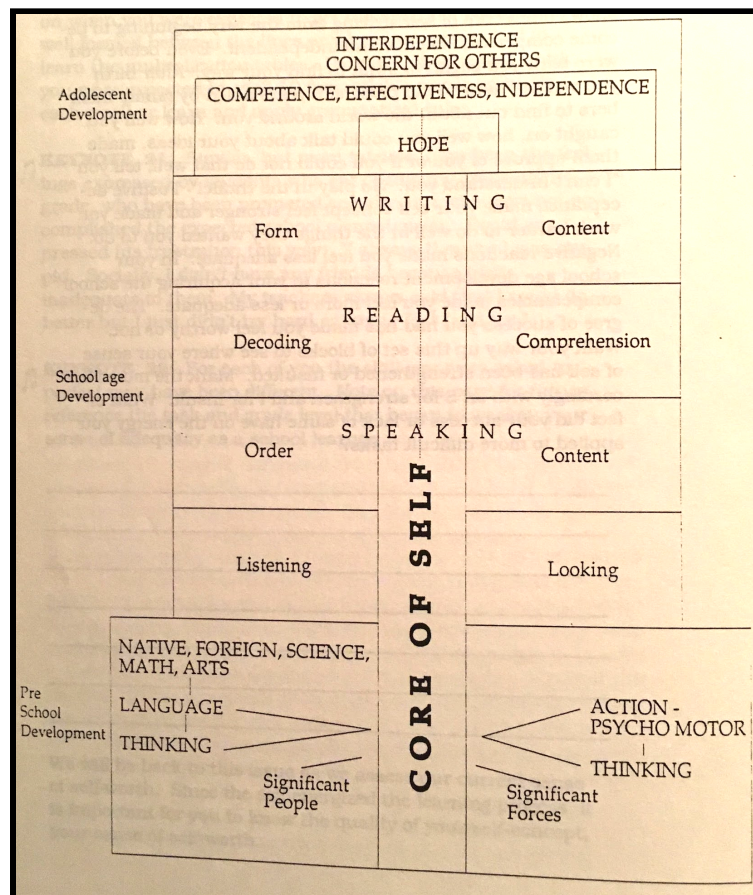 INTERDEPENDENCE
CONCERN FOR OTHERS
Adolescent
Development
COMPETENCE, EFFECTIVENESS, INDEPENDENCE
HOPE
WRITING
Form
Content
READING
Decoding
Comprehension
School age
Development
SPEAKING
Order
Content
Listening
Looking
CORE OF SELF
NATIVE, FOREIGN, SCIENCE,
MATH, ARTS
LANGUAGE
THINKING
Pre
School
Development
Significant
People
ACTION -
PSYCHO MOTOR
THINKING
Significant
Forces